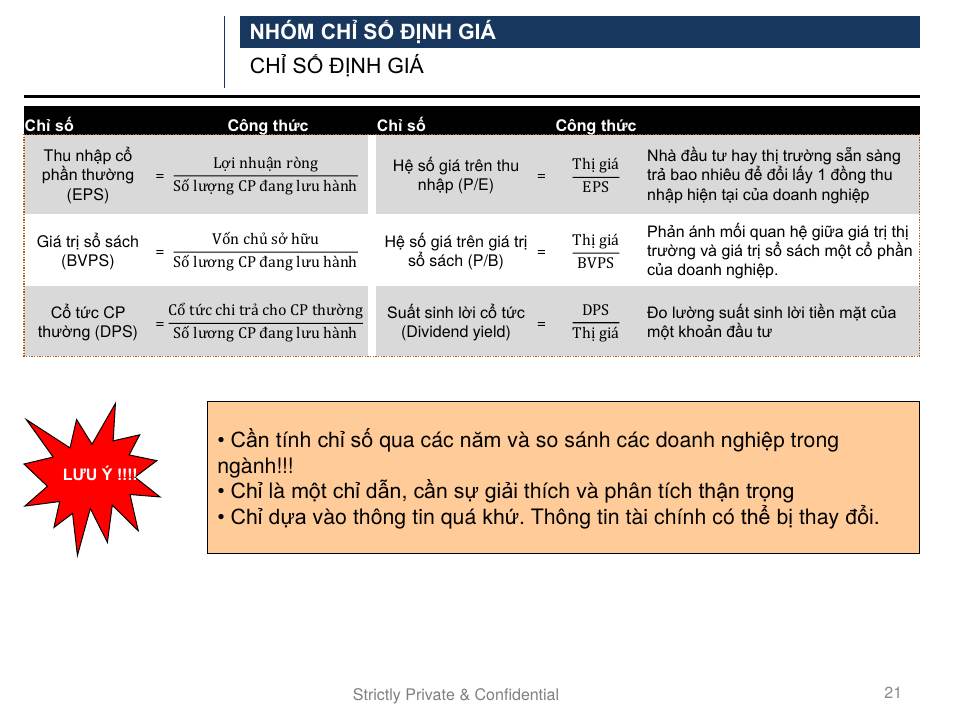 NHÓM CHỈ SỐ ĐỊNH GIÁ
CHỈ SỐ ĐỊNH GIÁ
Chỉ số Công thức Chỉ số Công thức
Thu nhập cổ
phần thường
(EPS)
=
Lợi nhuận ròng
Số lượng CP đang lưu hành
Hệ số giá trên thu
nhập (P/E)
=
Thị giá
EPS
Nhà đầu tư hay thị trường sẵn sàng
trả bao nhiêu để đổi lấy 1 đồng thu
nhập hiện tại của doanh nghiệp
Giá trị sổ sách
(BVPS)
=
Vốn chủ sở hữu
Số lương CP đang lưu hành
Hệ số giá trên giá trị
sổ sách (P/B)
=
Thị giá
BVPS
Phản ánh mối quan hệ giữa giá trị thị
trường và giá trị sổ sách một cổ phần
của doanh nghiệp.
Cổ tức CP
thường (DPS)
=
Cổ tức chi trả cho CP thường
Số lương CP đang lưu hành
Suất sinh lời cổ tức
(Dividend yield)
=
DPS
Thị giá
Đo lường suất sinh lời tiền mặt của
một khoản đầu tư
LƯU Ý !!!!
• Cần tính chỉ số qua các năm và so sánh các doanh nghiệp trong
ngành!!!
• Chỉ là một chỉ dẫn, cần sự giải thích và phân tích thận trọng
• Chỉ dựa vào thông tin quá khứ. Thông tin tài chính có thể bị thay đổi.
Strictly Private & Confidential
21